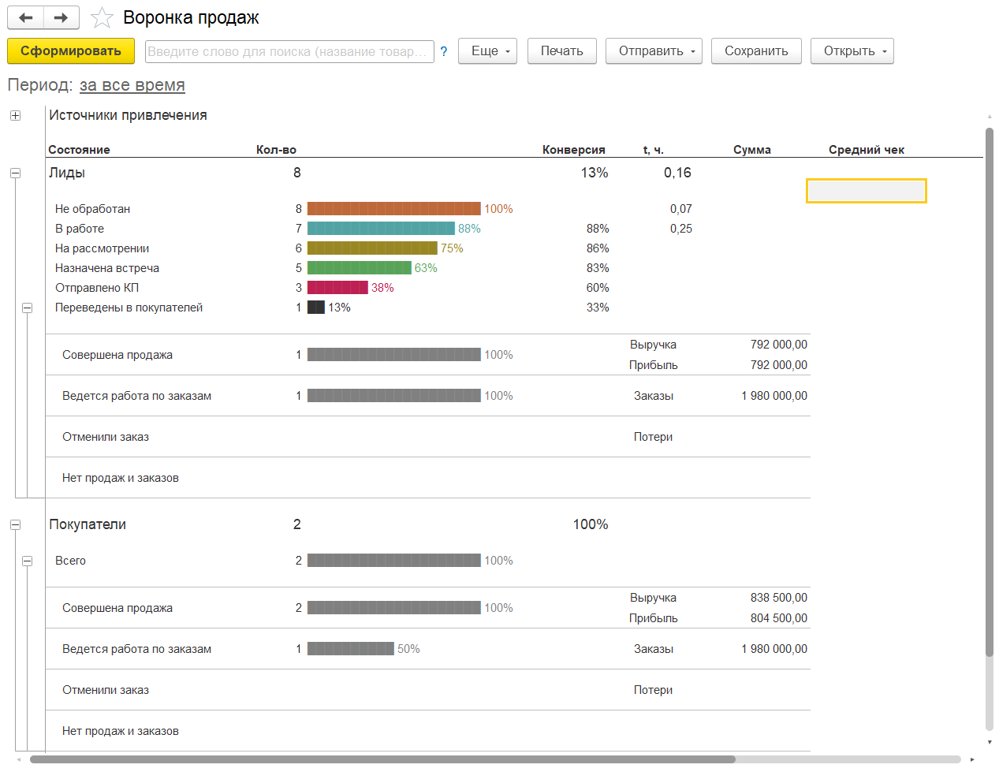 Воронка продаж
Сформировать Введите слово для поиска (название товар... ? Еще Печать Отправить Сохранить Открыть
Период: за все время
Источники привлечения
Состояние Кол-во Конверсия t, ч. Сумма Средний чек
Лиды 8 13% 0,16
Не обработан 8 100% 0,07
В работе 7 88% 88% 0,25
На рассмотрении 6 75% 86%
Назначена встреча 5 63% 83%
Отправлено КП 3 38% 60%
Переведены в покупателей 1 13% 33%
Выручка 792 000,00
Совершена продажа 1 100%
Прибыль 792 000,00
Ведется работа по заказам 1 100% Заказы 1 980 000,00
Отменили заказ Потери
Нет продаж и заказов
Покупатели 2 100%
Всего 2 100%
Выручка 838 500,00
Совершена продажа 2 100%
Прибыль 804 500,00
Ведется работа по заказам 1 50% Заказы 1 980 000,00
Отменили заказ Потери
Нет продаж и заказов